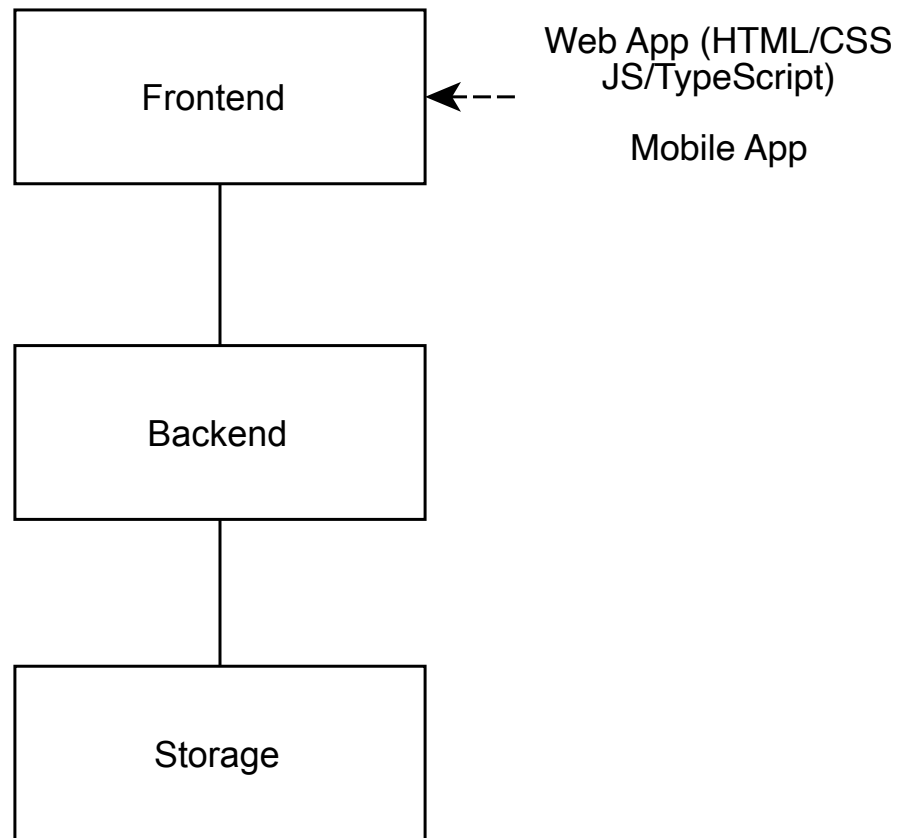 Frontend
Web App (HTML/CSS
JS/TypeScript)
Mobile App
Backend
Storage